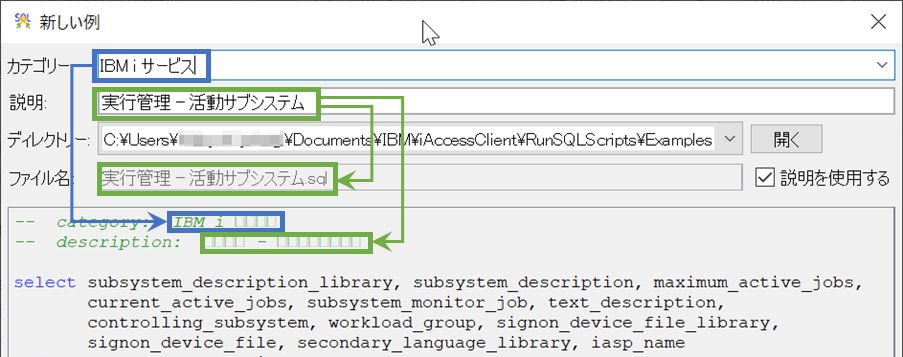 新しい例
カテゴリー IBM i サービス
説明: 実行管理 – 活動サブシステム
ディレクトリー: C:¥Users¥ ¥Documents¥IBM¥iAccessClient¥RunSQLScripts¥Examples 開く
ファイル名: 実行管理 – 活動サブシステム.sql 説明を使用する
-- category: IBM i
-- description: –
select subsystem_description_library, subsystem_description, maximum_active_jobs,
current_active_jobs, subsystem_monitor_job, text_description,
controlling_subsystem, workload_group, signon_device_file_library,
signon_device_file, secondary_language_library, iasp_name